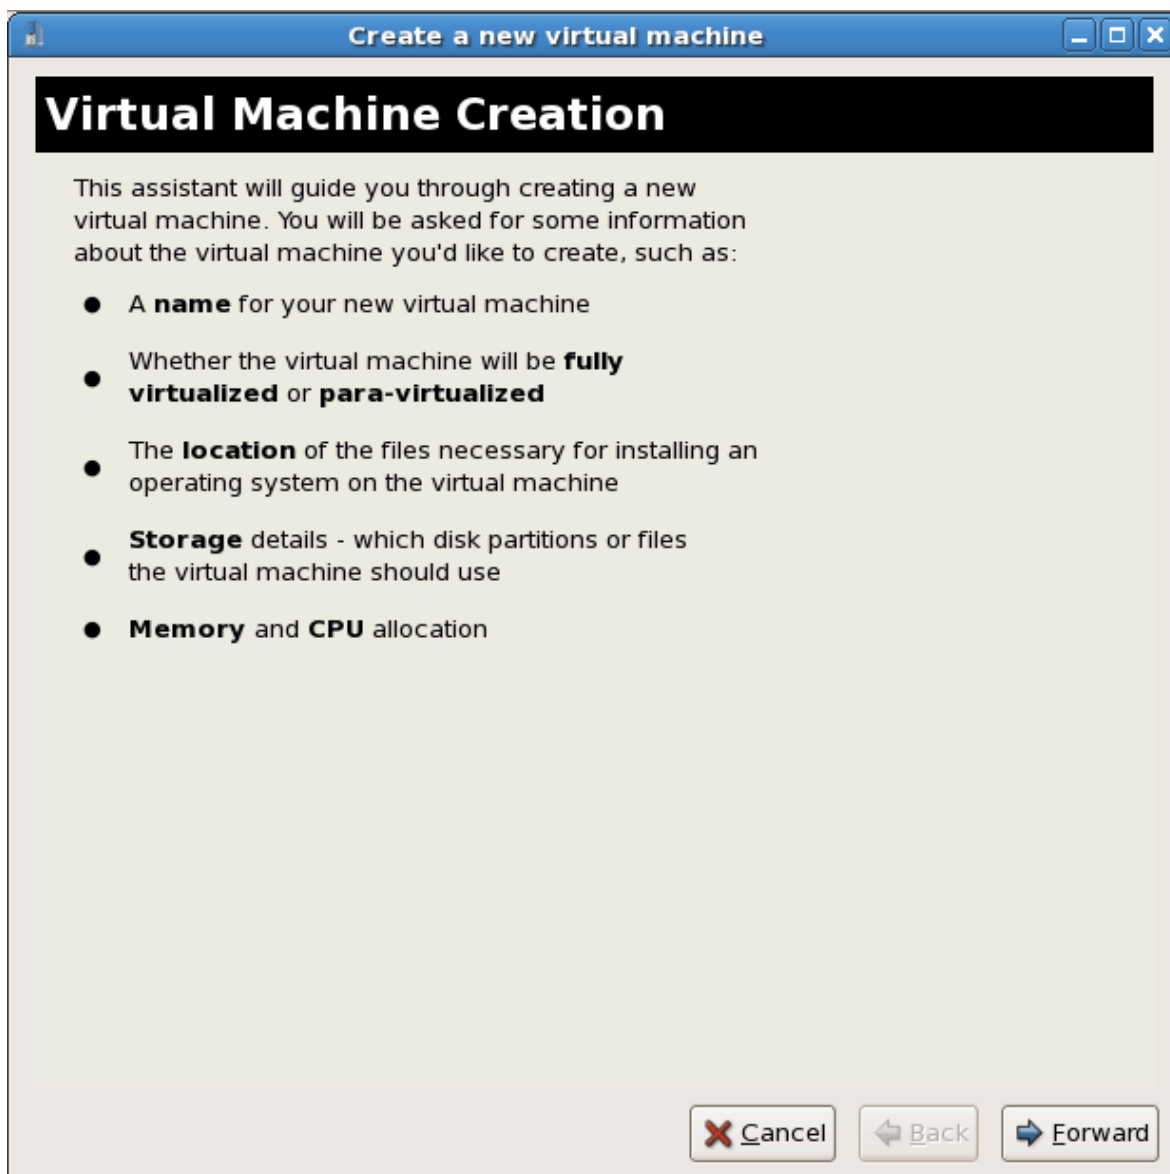 Create a new virtual machine
Virtual Machine Creation
This assistant will guide you through creating a new
virtual machine. You will be asked for some information
about the virtual machine you'd like to create, such as:
● A name for your new virtual machine
● Whether the virtual machine will be fully
virtualized or para-virtualized
● The location of the files necessary for installing an
operating system on the virtual machine
● Storage details - which disk partitions or files
the virtual machine should use
● Memory and CPU allocation
Cancel Back Forward